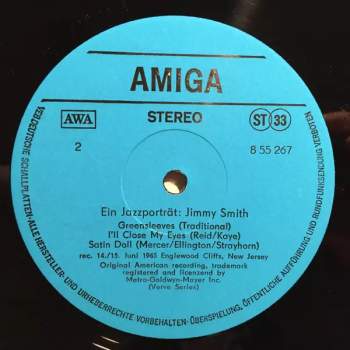 AMIGA
AWA
STEREO
ST 33
2
8 55 267
Ein Jazzporträt: Jimmy Smith
Greensleeves (Traditional)
I'll Close My Eyes (Reid/Kaye)
Satin Doll (Mercer/Ellington/Strayhorn)
rec. 14./15. Juni 1965 Englewood Cliffs, New Jersey
Original American recording, trademark
registered and licenzend by
Metro-Goldwyn-Mayer Inc.
(Verve Series)
VEB DEUTSCHE SCHALLPLATTEN·ALLE HERSTELLER- UND URHEBERRECHTE VORBEHALTEN·ÜBERSPIELUNG, ÖFFENTLICHE AUFFÜHRUNG UND RUNDFUNKSENDUNG VERBOTEN